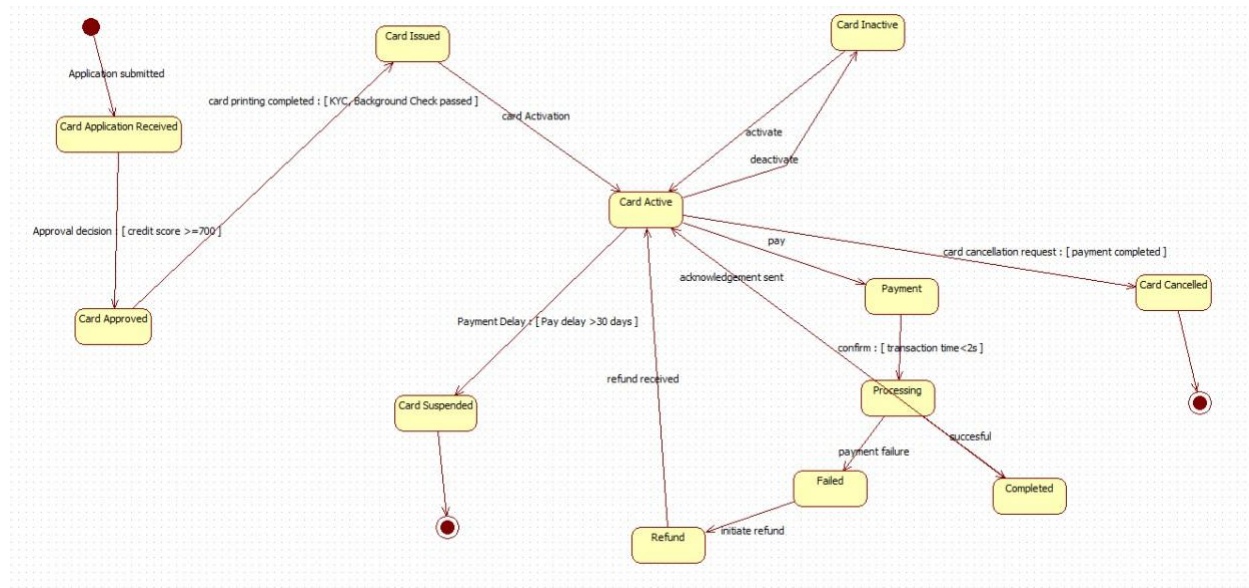 Card Issued
Card Inactive
Application submitted
card printing completed : [ KYC, Background Check passed ]
card Activation
Card Application Received
activate
deactivate
Card Active
Approval decision : [ credit score >=700 ]
pay
card cancellation request : [ payment completed ]
acknowledgement sent
Payment
Card Cancelled
Card Approved
Payment Delay : [ Pay delay >30 days ]
confirm : [ transaction time<2s ]
refund received
Processing
Card Suspended
succesful
payment failure
Failed
Completed
Refund
initiate refund